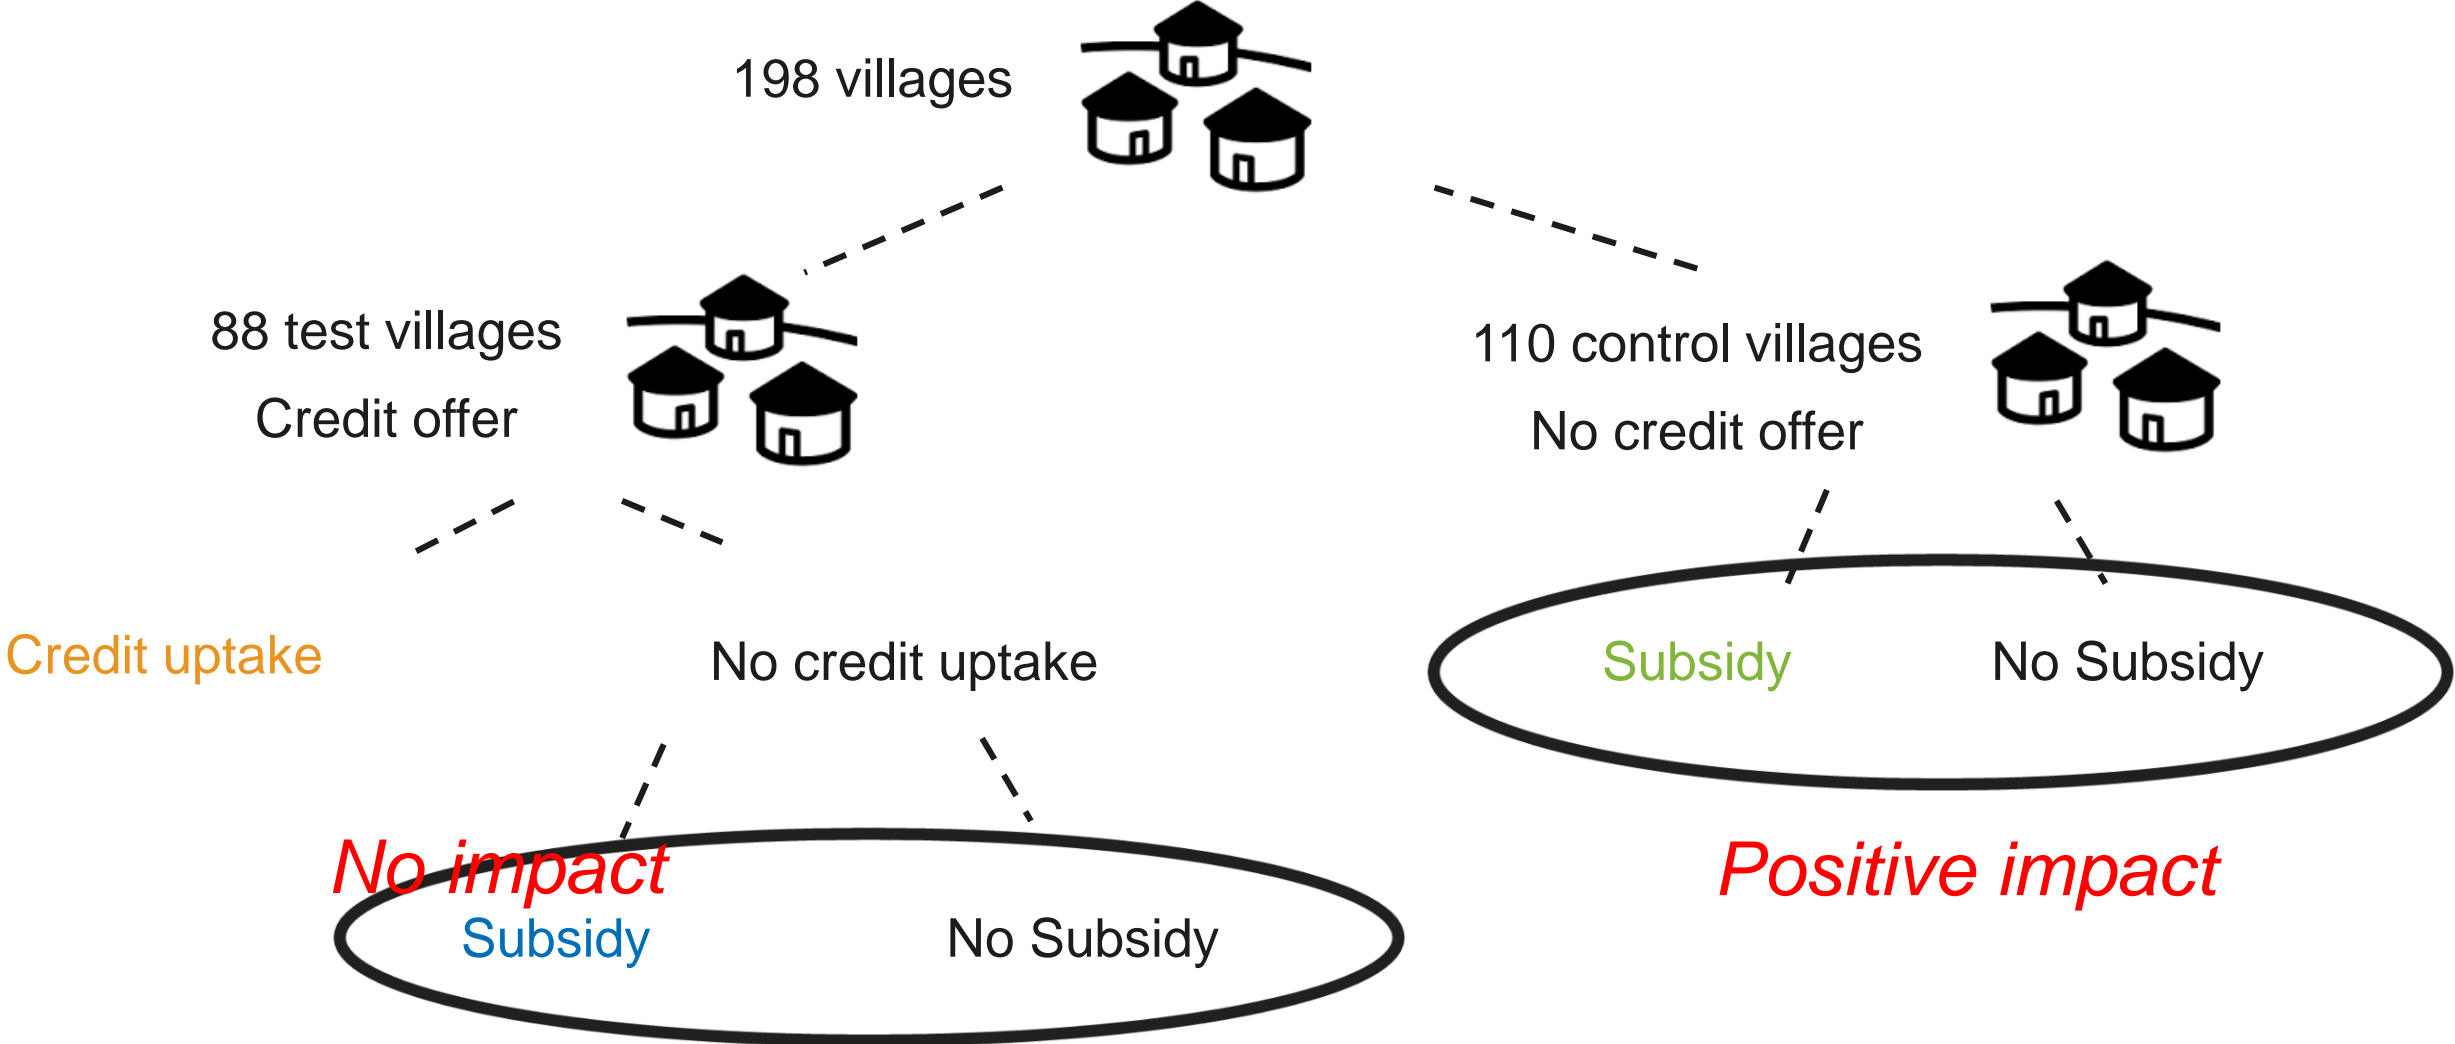 198 villages
88 test villages
Credit offer
110 control villages
No credit offer
Credit uptake
No credit uptake
Subsidy
No Subsidy
No impact
Positive impact
Subsidy
No Subsidy